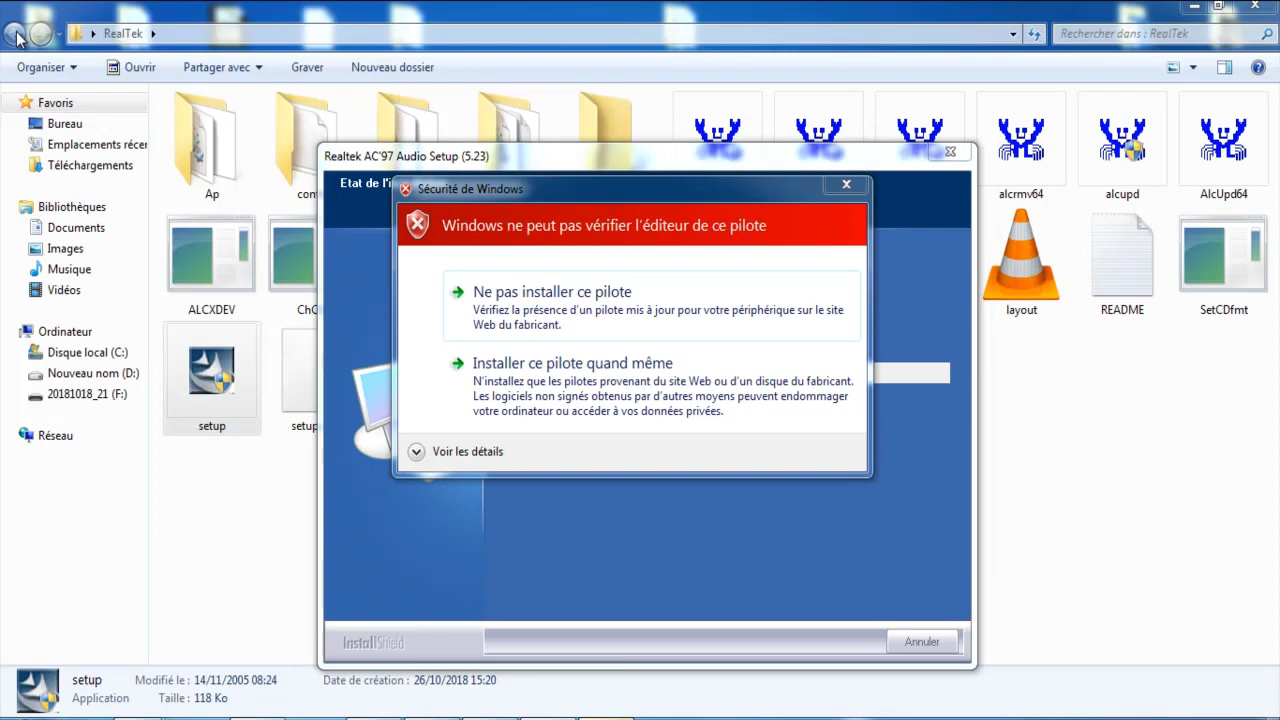 RealTek
Rechercher dans : RealTek
Organiser
Ouvrir
Partager avec
Graver
Nouveau dossier
Favoris
Bureau
Emplacements récer
Téléchargements
Bibliothèques
Documents
Images
Musique
Vidéos
Ordinateur
Disque local (C:)
Nouveau nom (D:)
20181018_21 (F:)
Réseau
Ap
con
alcrmv64
alcupd
AlcUpd64
ALCXDEV
ChC
layout
README
SetCDfmt
setup
setup
Realtek AC'97 Audio Setup (5.23)
Etat de l'i
Sécurité de Windows
Windows ne peut pas vérifier l'éditeur de ce pilote
Ne pas installer ce pilote
Vérifiez la présence d'un pilote mis à jour pour votre périphérique sur le site
Web du fabricant.
Installer ce pilote quand même
N'installez que les pilotes provenant du site Web ou d'un disque du fabricant.
Les logiciels non signés obtenus par d'autres moyens peuvent endommager
votre ordinateur ou accéder à vos données privées.
Voir les détails
InstallShield
Annuler
setup
Modifié le : 14/11/2005 08:24
Date de création : 26/10/2018 15:20
Application
Taille : 118 Ko